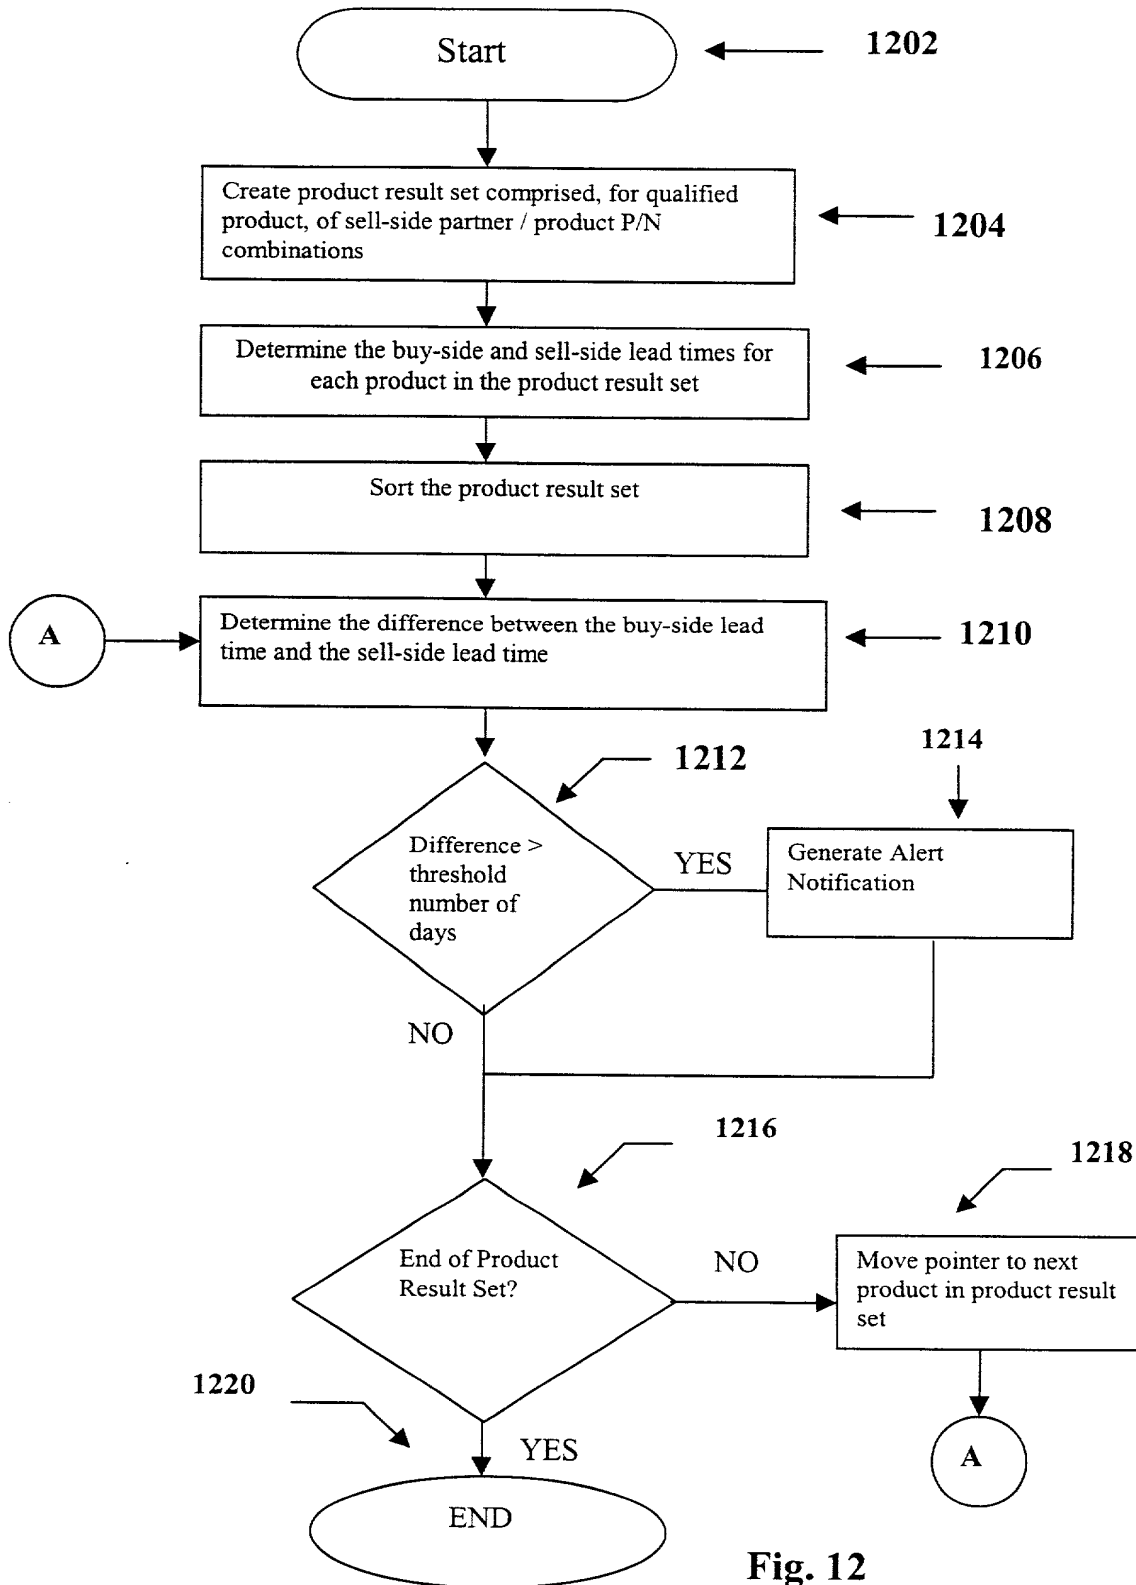 Start
1202
Create product result set comprised, for qualified
product, of sell-side partner / product P/N
combinations
1204
Determine the buy-side and sell-side lead times for
each product in the product result set
1206
Sort the product result set
1208
A
Determine the difference between the buy-side lead
time and the sell-side lead time
1210
1212
1214
Difference >
threshold
number of
days
YES
Generate Alert
Notification
NO
1216
1218
End of Product
Result Set?
NO
Move pointer to next
product in product result
set
1220
YES
A
END
Fig. 12